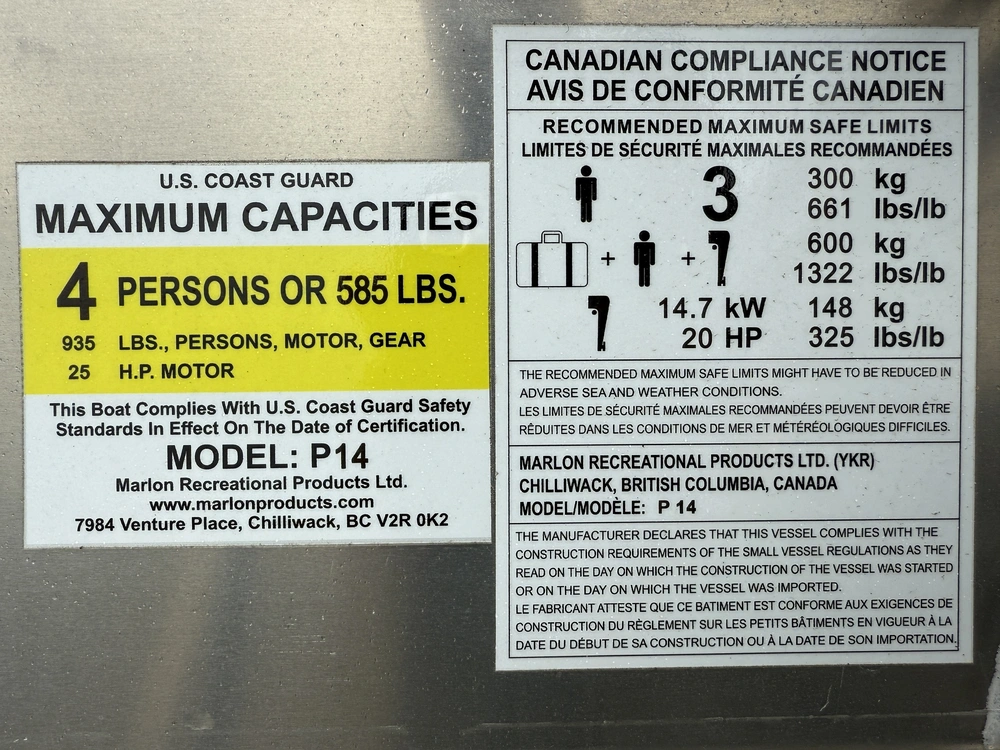 U.S. COAST GUARD
MAXIMUM CAPACITIES
4 PERSONS OR 585 LBS.
935 LBS., PERSONS, MOTOR, GEAR
25 H.P. MOTOR
This Boat Complies With U.S. Coast Guard Safety
Standards In Effect On The Date of Certification.
MODEL: P14
Marlon Recreational Products Ltd.
www.marlonproducts.com
7984 Venture Place, Chilliwack, BC V2R 0K2
CANADIAN COMPLIANCE NOTICE
AVIS DE CONFORMITÉ CANADIEN
RECOMMENDED MAXIMUM SAFE LIMITS
LIMITES DE SÉCURITÉ MAXIMALES RECOMMANDÉES
3 300 kg
661 lbs/lb
+ + 600 kg
1322 lbs/lb
14.7 kW 148 kg
20 HP 325 lbs/lb
THE RECOMMENDED MAXIMUM SAFE LIMITS MIGHT HAVE TO BE REDUCED IN
ADVERSE SEA AND WEATHER CONDITIONS.
LES LIMITES DE SÉCURITÉ MAXIMALES RECOMMANDÉES PEUVENT DEVOIR ÊTRE
RÉDUITES DANS LES CONDITIONS DE MER ET MÉTÉRÉOLOGIQUES DIFFICILES.
MARLON RECREATIONAL PRODUCTS LTD. (YKR)
CHILLIWACK, BRITISH COLUMBIA, CANADA
MODEL/MODÈLE: P 14
THE MANUFACTURER DECLARES THAT THIS VESSEL COMPLIES WITH THE
CONSTRUCTION REQUIREMENTS OF THE SMALL VESSEL REGULATIONS AS THEY
READ ON THE DAY ON WHICH THE CONSTRUCTION OF THE VESSEL WAS STARTED
OR ON THE DAY ON WHICH THE VESSEL WAS IMPORTED.
LE FABRICANT ATTESTE QUE CE BATIMENT EST CONFORME AUX EXIGENCES DE
CONSTRUCTION DU RÈGLEMENT SUR LES PETITS BÂTIMENTS EN VIGUEUR À LA
DATE DU DÉBUT DE SA CONSTRUCTION OU À LA DATE DE SON IMPORTATION.